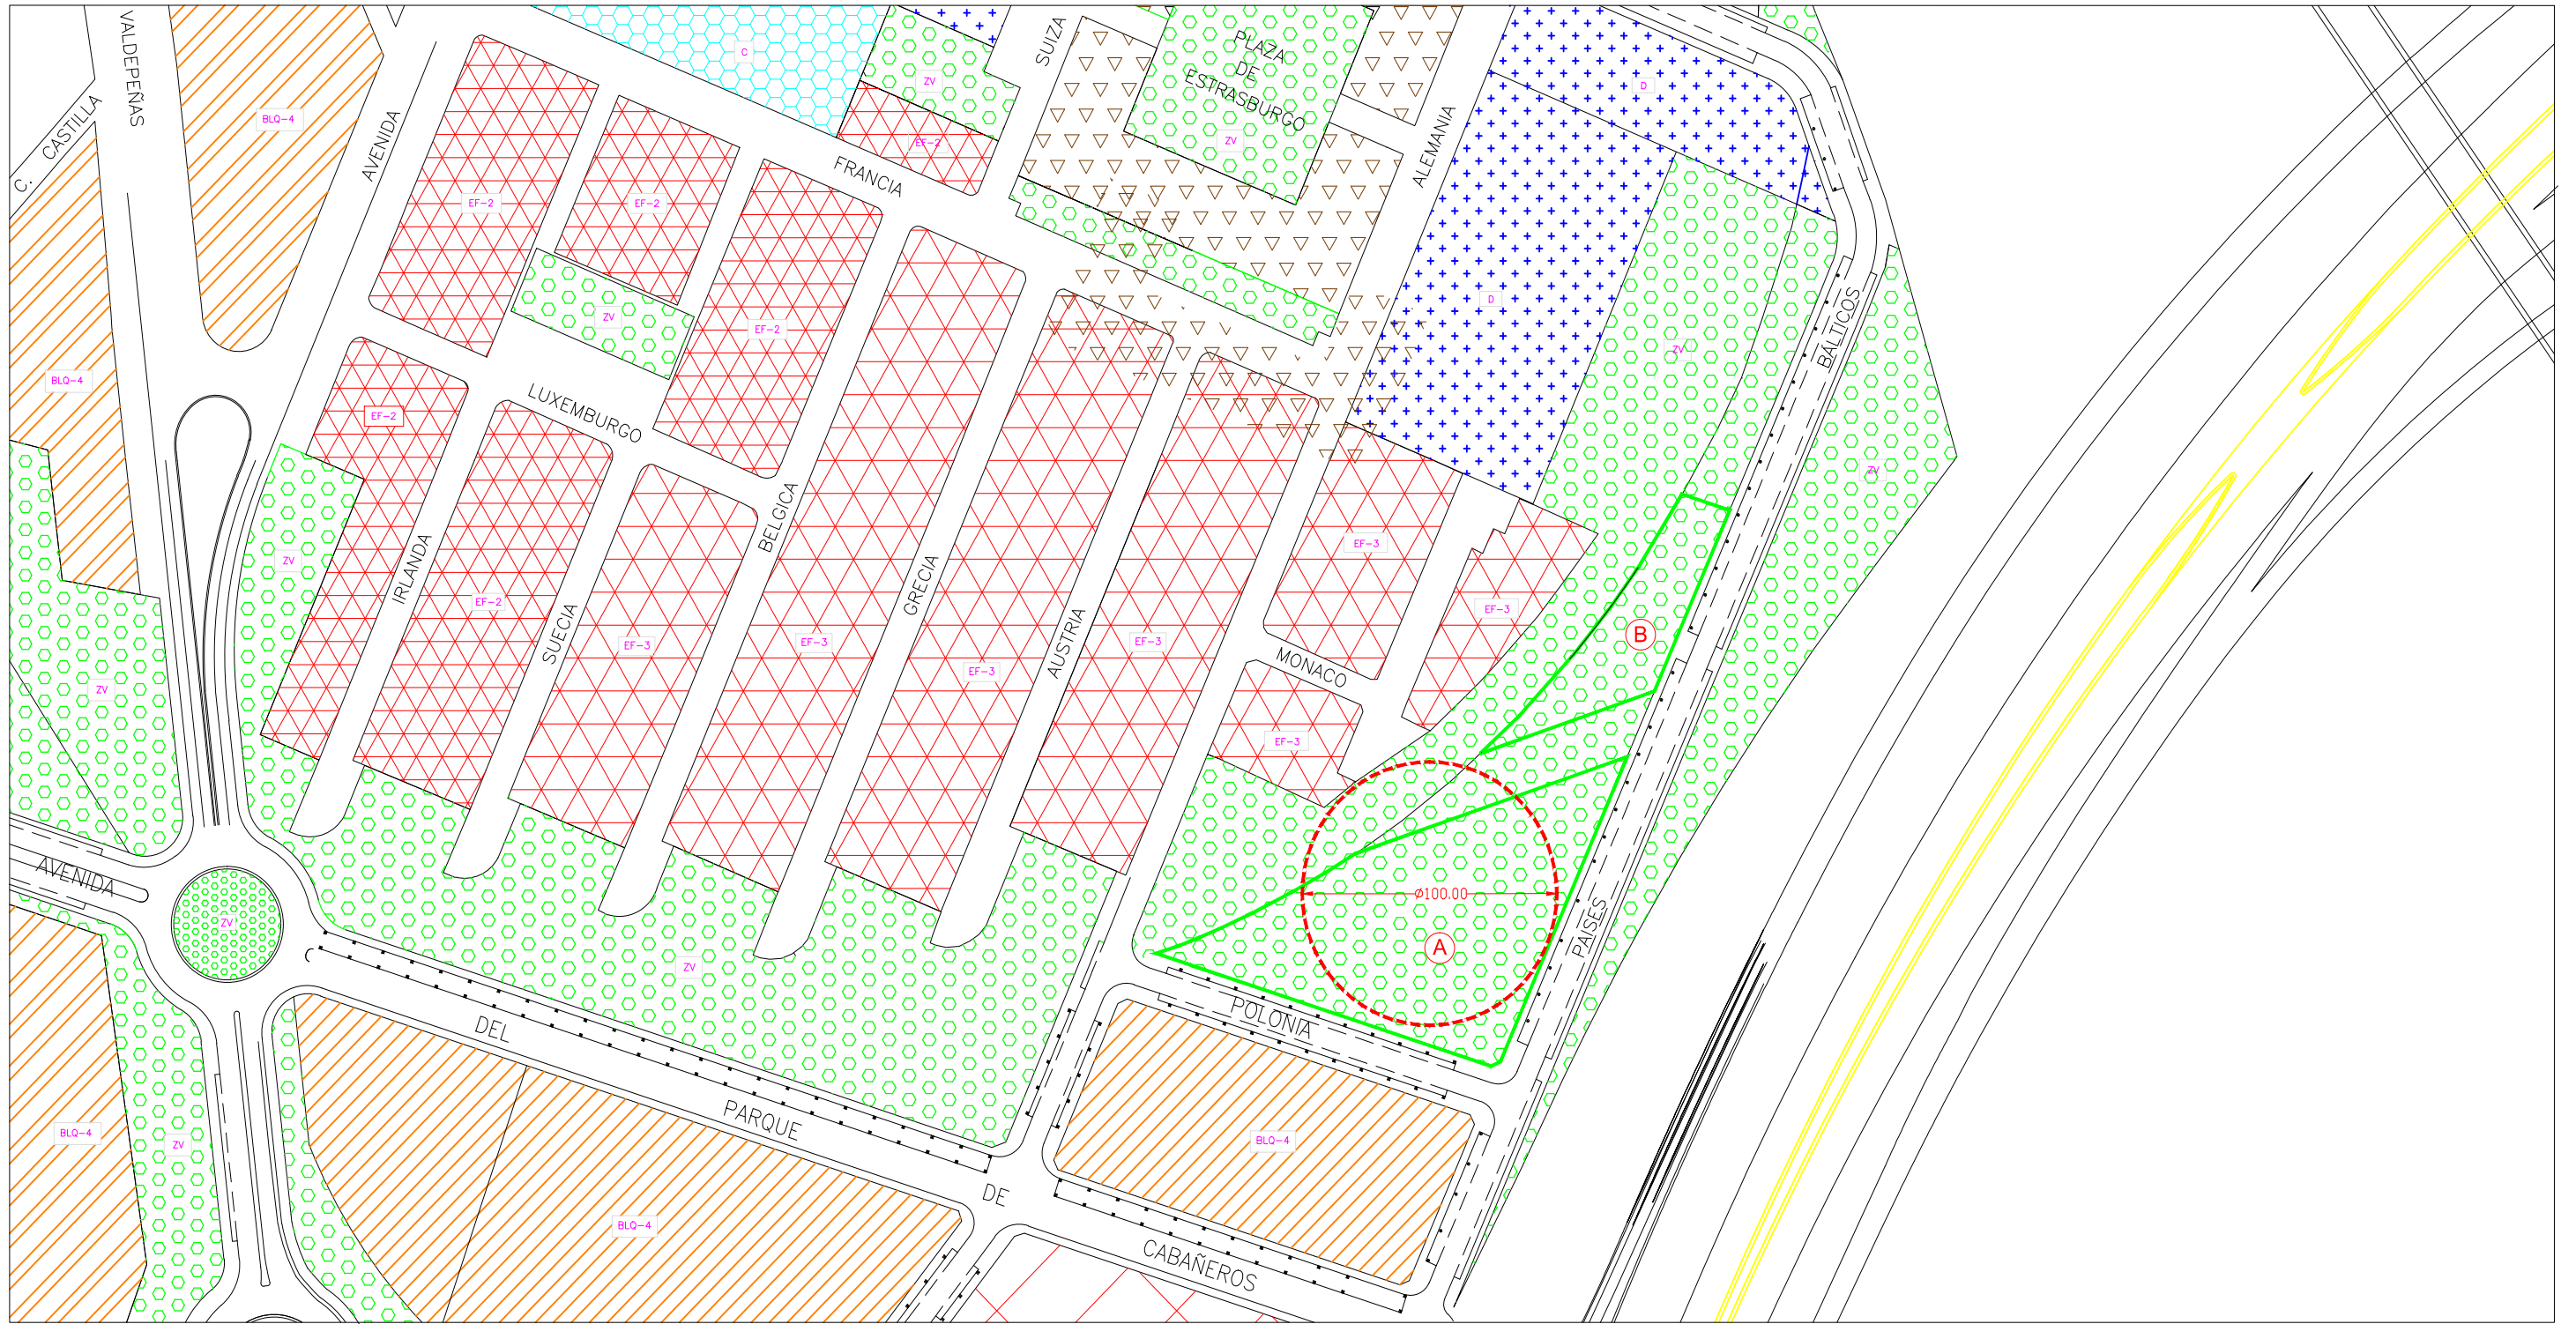 VALDEPEÑAS
SUIZA
PLAZA
DE
ESTRASBURGO
C
ZV
D
BLQ-4
C. CASTILLA
AVENIDA
EF-2
FRANCIA
ZV
ALEMANIA
EF-2
EF-2
D
ZV
EF-2
BÁLTICOS
ZV
BLQ-4
LUXEMBURGO
EF-2
ZV
BELGICA
EF-3
ZV
IRLANDA
GRECIA
EF-2
EF-3
SUECIA
AUSTRIA
EF-3
EF-3
EF-3
B
MONACO
EF-3
ZV
EF-3
AVENIDA
Ø100.00
ZV
PAISES
A
ZV
POLONIA
DEL
PARQUE
BLQ-4
ZV
BLQ-4
DE
BLQ-4
CABAÑEROS